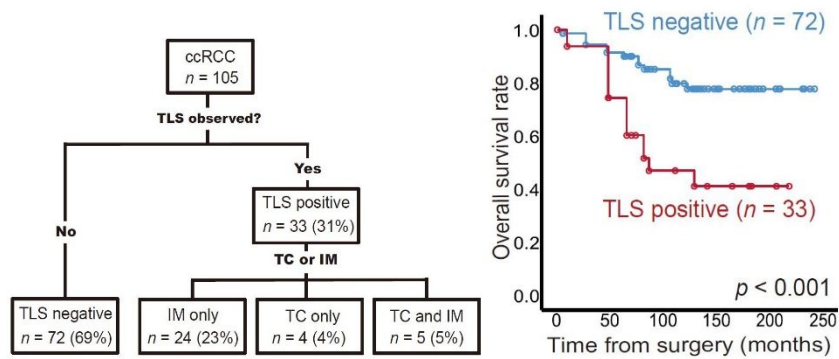 ccRCC
n = 105
TLS observed?
Yes
TLS positive
n = 33 (31%)
No
TC or IM
TLS negative
n = 72 (69%)
IM only
n = 24 (23%)
TC only
n = 4 (4%)
TC and IM
n = 5 (5%)
Overall survival rate
1.0
0.8
0.6
0.4
0.2
0.0
TLS negative (n = 72)
TLS positive (n = 33)
p < 0.001
0 50 100 150 200 250
Time from surgery (months)